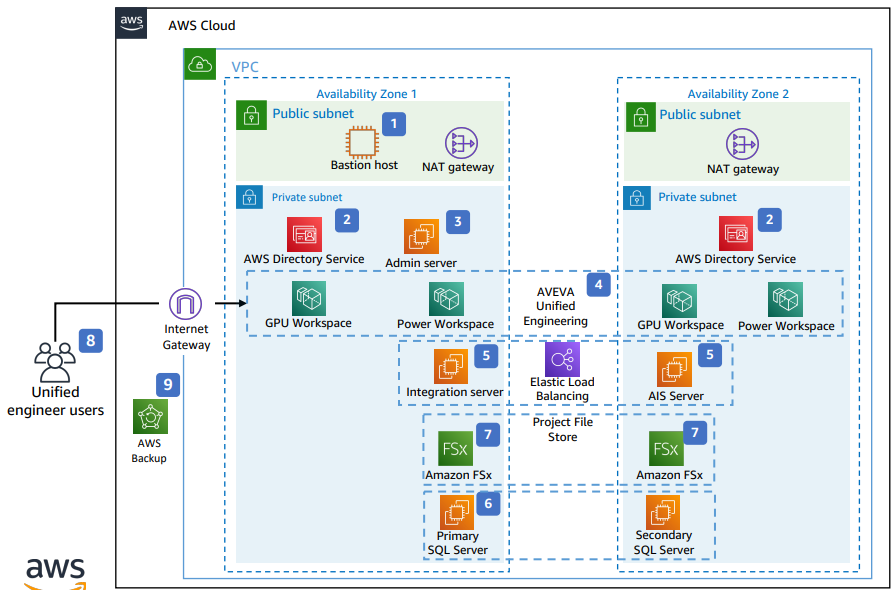 aws
AWS Cloud
VPC
Availability Zone 1
Public subnet
1
Bastion host
NAT gateway
Private subnet
2
AWS Directory Service
3
Admin server
Availability Zone 2
Public subnet
NAT gateway
Private subnet
2
AWS Directory Service
GPU Workspace
Power Workspace
4
AVEVA
Unified
Engineering
GPU Workspace
Power Workspace
Internet
Gateway
8
Unified
engineer users
9
AWS
Backup
5
Integration server
Elastic Load
Balancing
5
AIS Server
Project File
Store
7
FSx
Amazon FSx
7
FSx
Amazon FSx
6
Primary
SQL Server
Secondary
SQL Server
aws